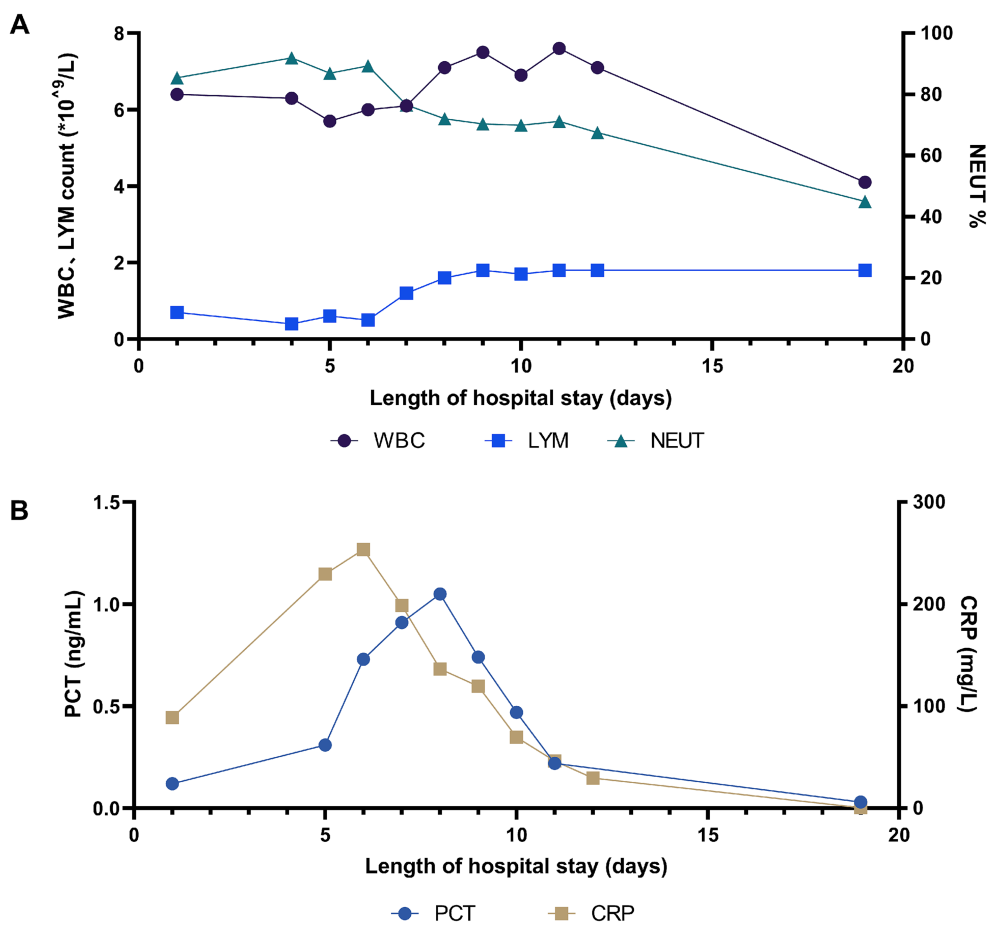 A
8
6
4
2
0
WBC、LYM count (*10^9/L)
100
80
60
40
20
0
NEUT %
0 5 10 15 20
Length of hospital stay (days)
WBC LYM NEUT
B
1.5
1.0
0.5
0.0
PCT (ng/mL)
300
200
100
0
CRP (mg/L)
0 5 10 15 20
Length of hospital stay (days)
PCT CRP